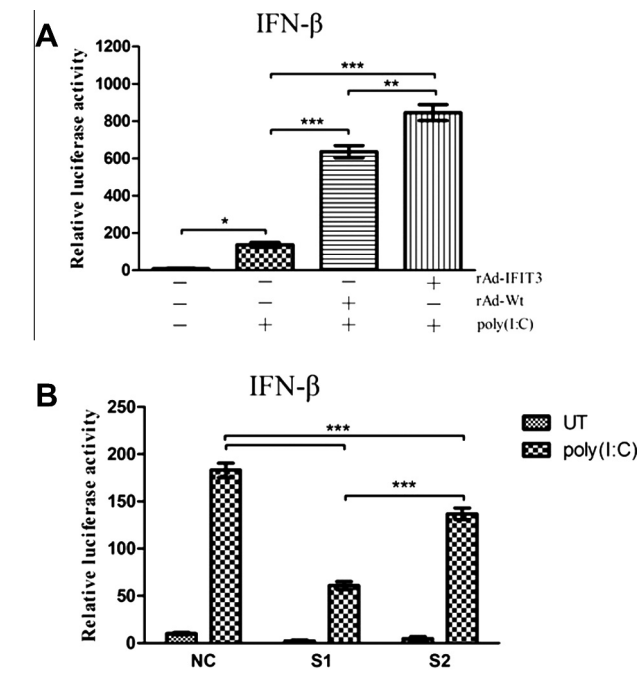 A
IFN-β
Relative luciferase activity
1200
1000
800
600
400
200
0
***
**
***
*
− − − + rAd-IFIT3
− − + − rAd-Wt
− + + + poly(I:C)
B
IFN-β
Relative luciferase activity
250
200
150
100
50
0
***
***
UT
poly(I:C)
NC S1 S2